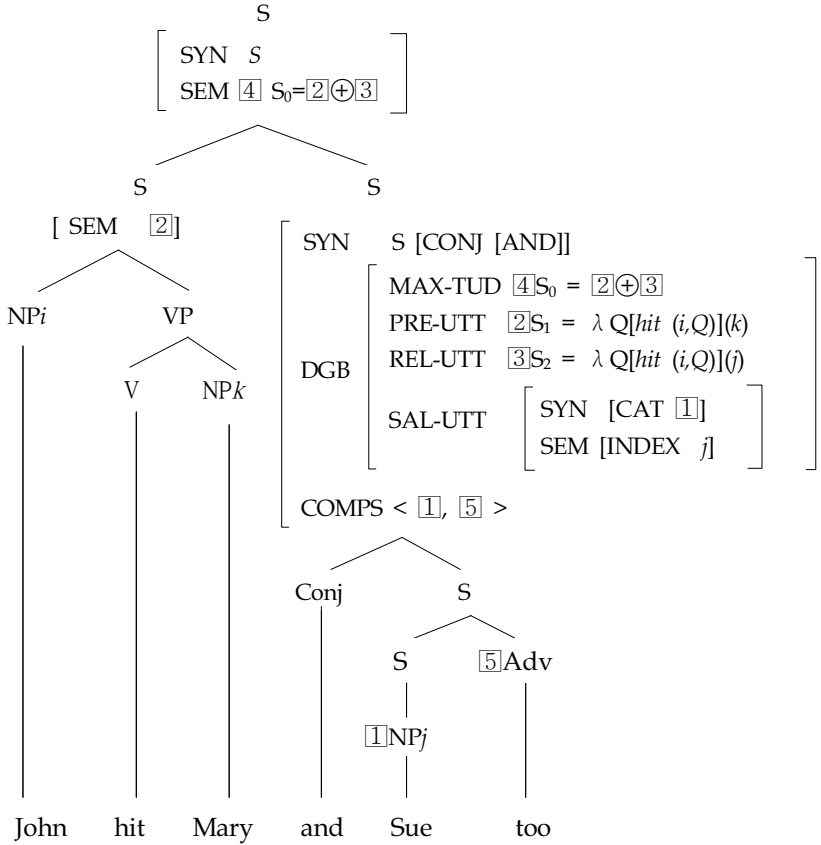 S
SYN S
SEM 4 S₀=2⊕3
S S
[ SEM 2]
SYN S [CONJ [AND]]
MAX-TUD 4S₀ = 2⊕3
NPi VP
PRE-UTT 2S₁ = λ Q[hit (i,Q)](k)
REL-UTT 3S₂ = λ Q[hit (i,Q)](j)
DGB
V NPk
SAL-UTT
SYN [CAT 1]
SEM [INDEX j]
COMPS < 1, 5 >
Conj S
S 5Adv
1NPj
John hit Mary and Sue too